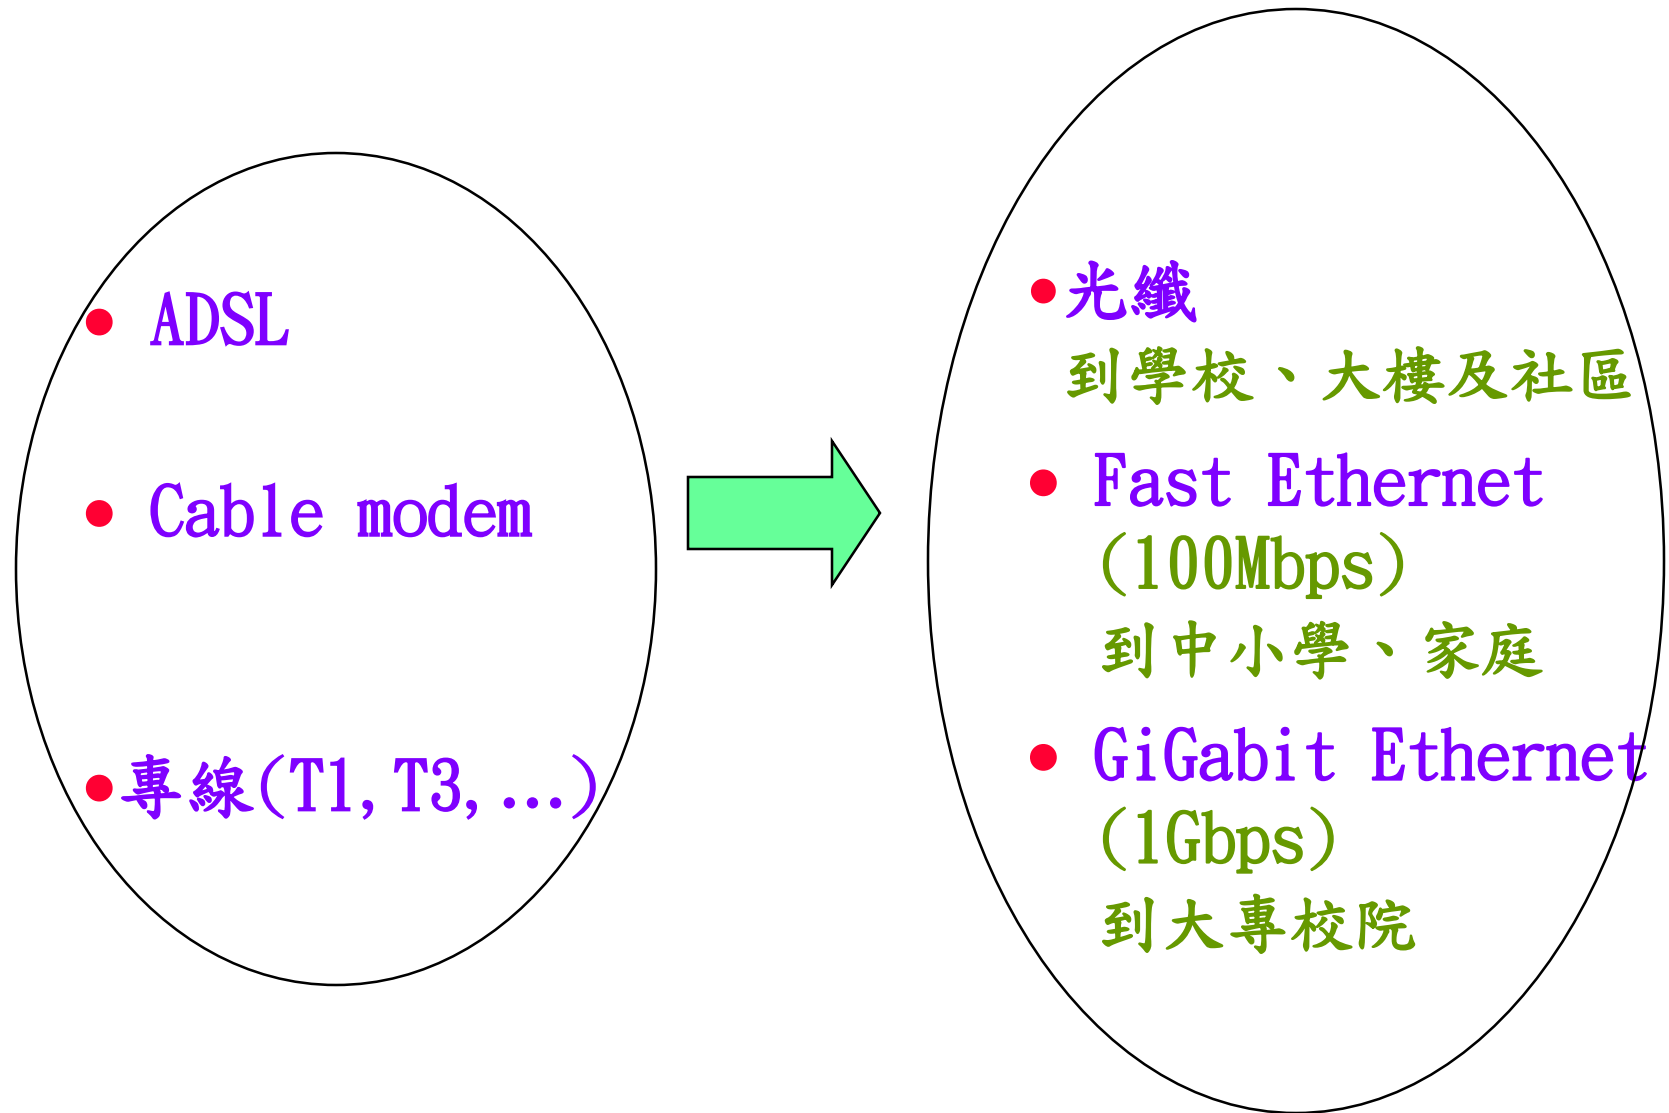 ● ADSL
● Cable modem
●專線(T1,T3,...)
●光纖
到學校、大樓及社區
● Fast Ethernet
(100Mbps)
到中小學、家庭
● GiGabit Ethernet
(1Gbps)
到大專校院